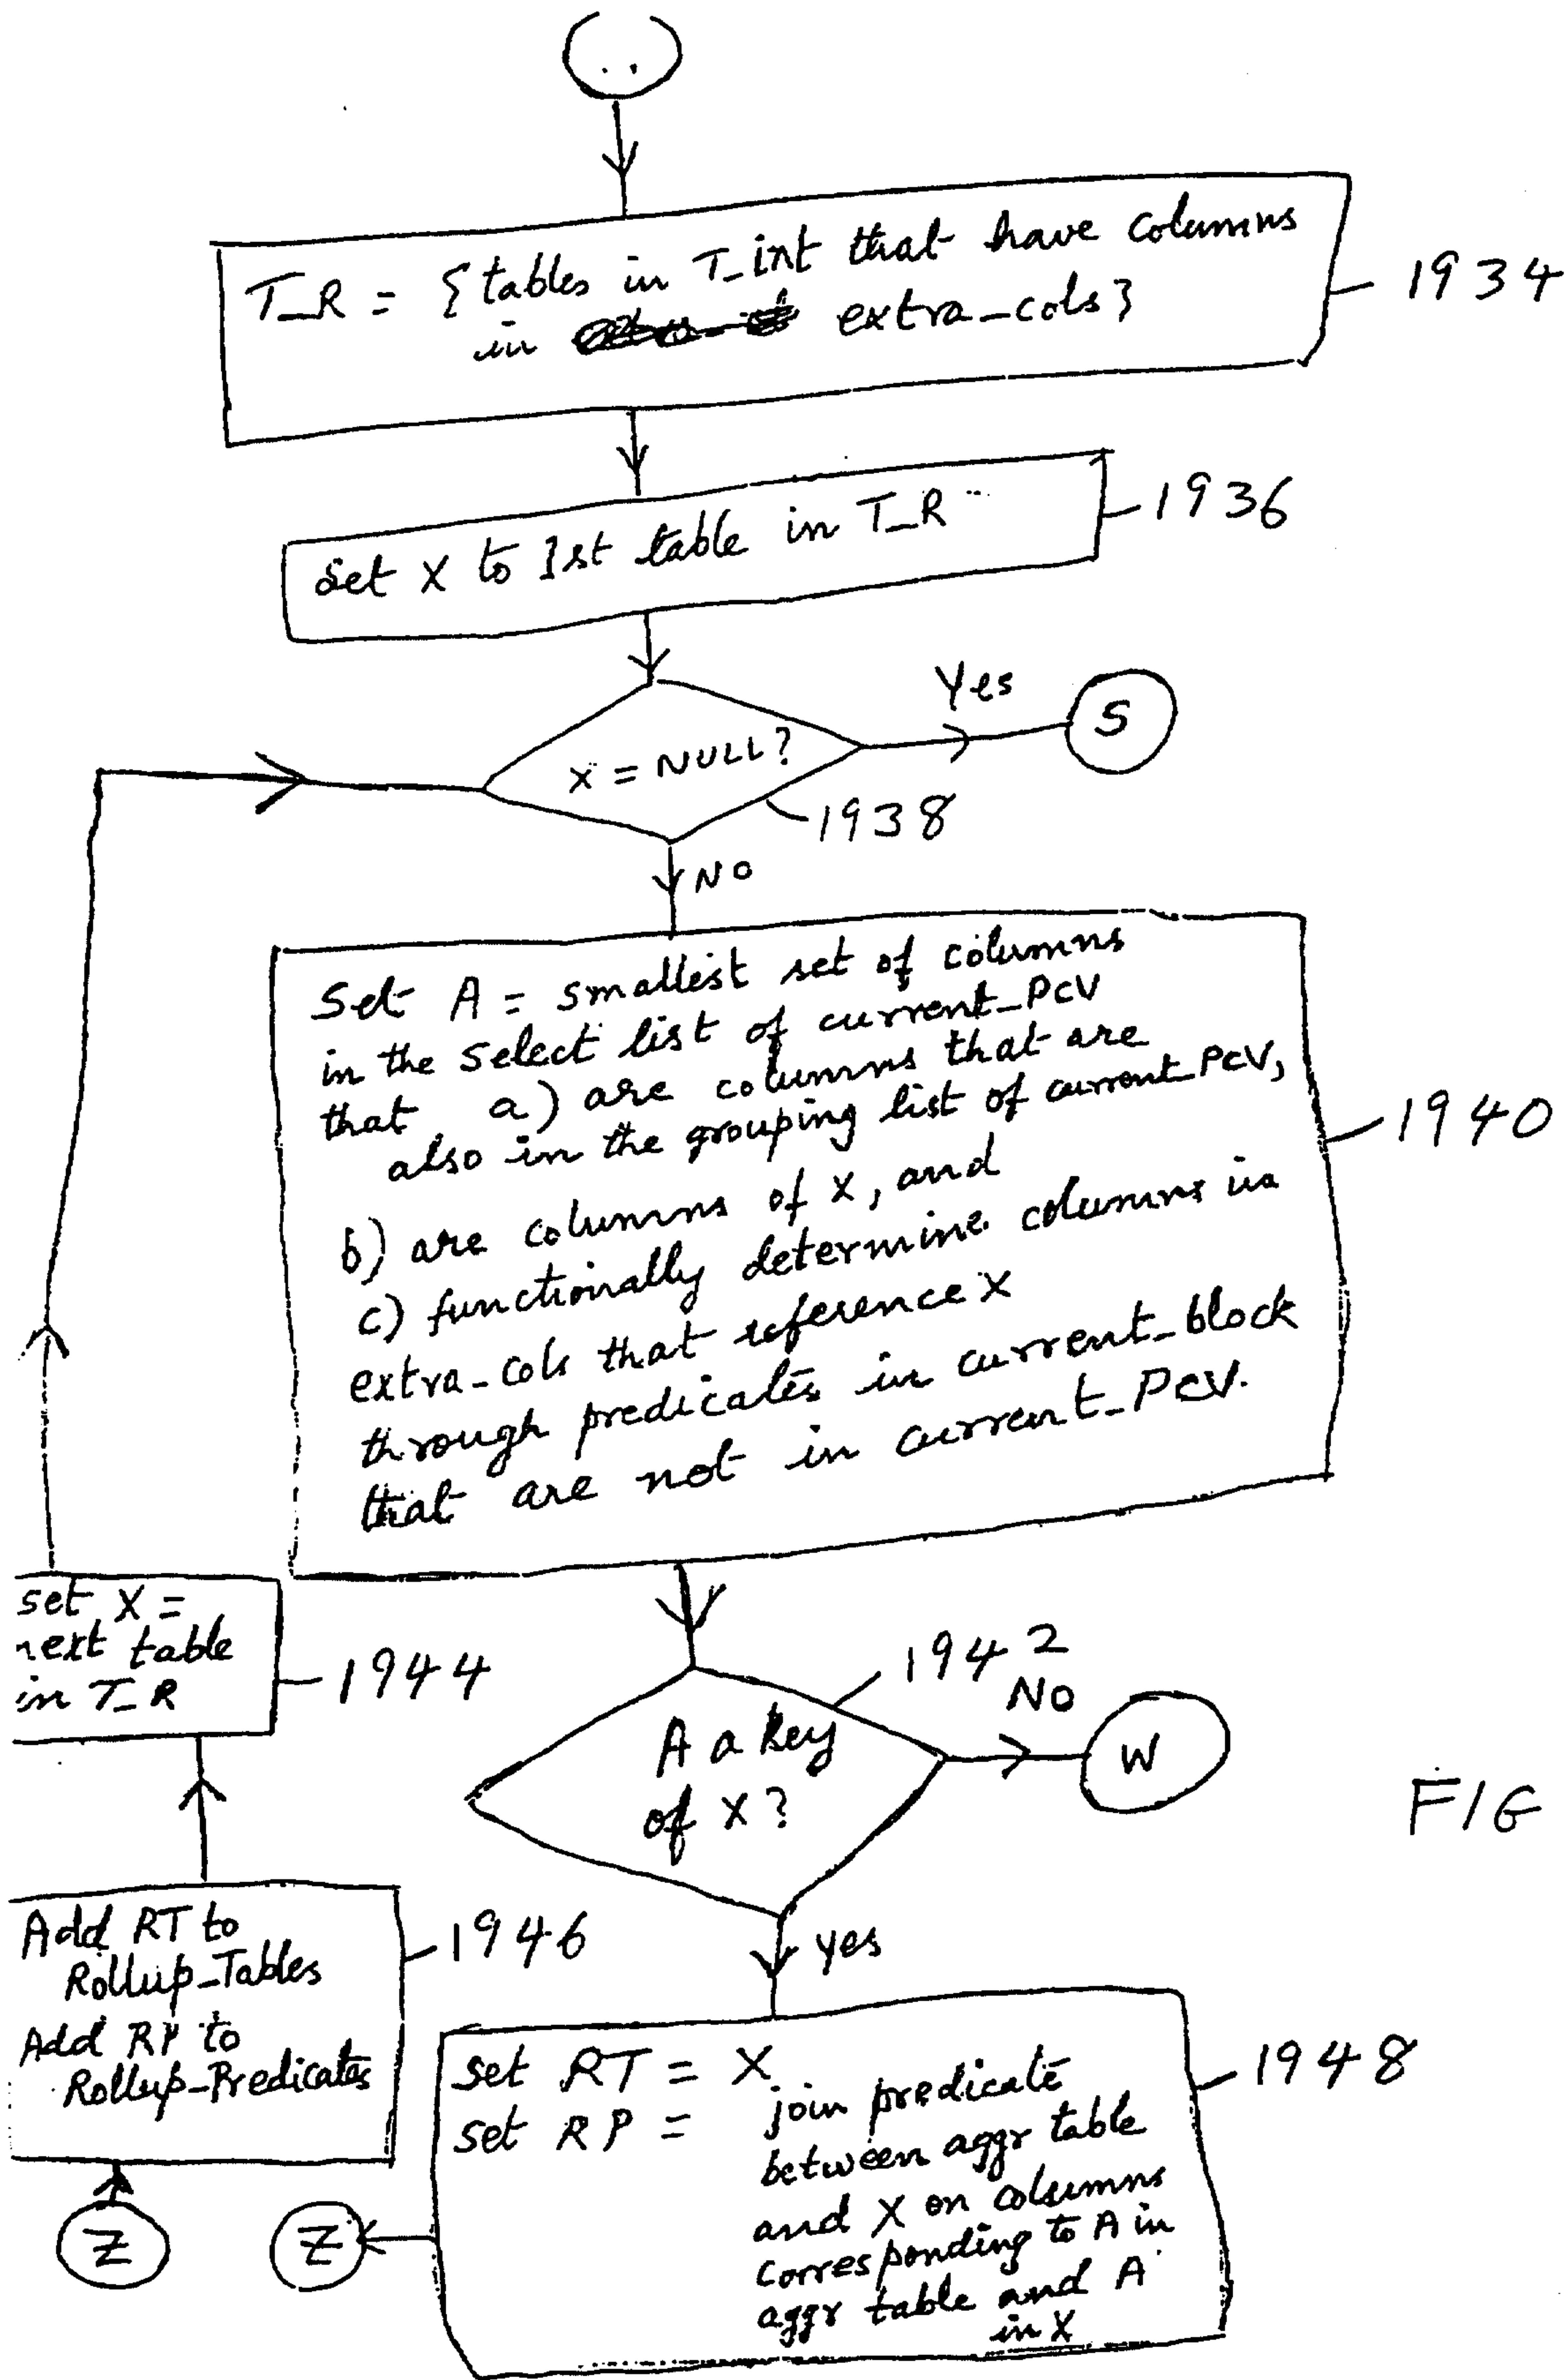 T_R = {tables in T_int that have columns
in extra_cols}
1934
Set X to 1st table in T_R
1936
X = NULL?
Yes
S
1938
NO
Set A = smallest set of columns
in the select list of current_PCV
that a) are columns that are
also in the grouping list of current_PCV,
b) are columns of X, and
c) functionally determine columns in
extra_cols that reference X
through predicates in current_block
that are not in current_PCV.
1940
set X =
next table
in T_R
1944
A a key
of X?
1942
NO
W
FIG
yes
Add RT to
Rollup_Tables
Add RP to
Rollup_Predicates
1946
Z
Z
set RT = X
set RP = join predicate
between aggr table
and X on columns
corresponding to A in
aggr table and A
in X
1948